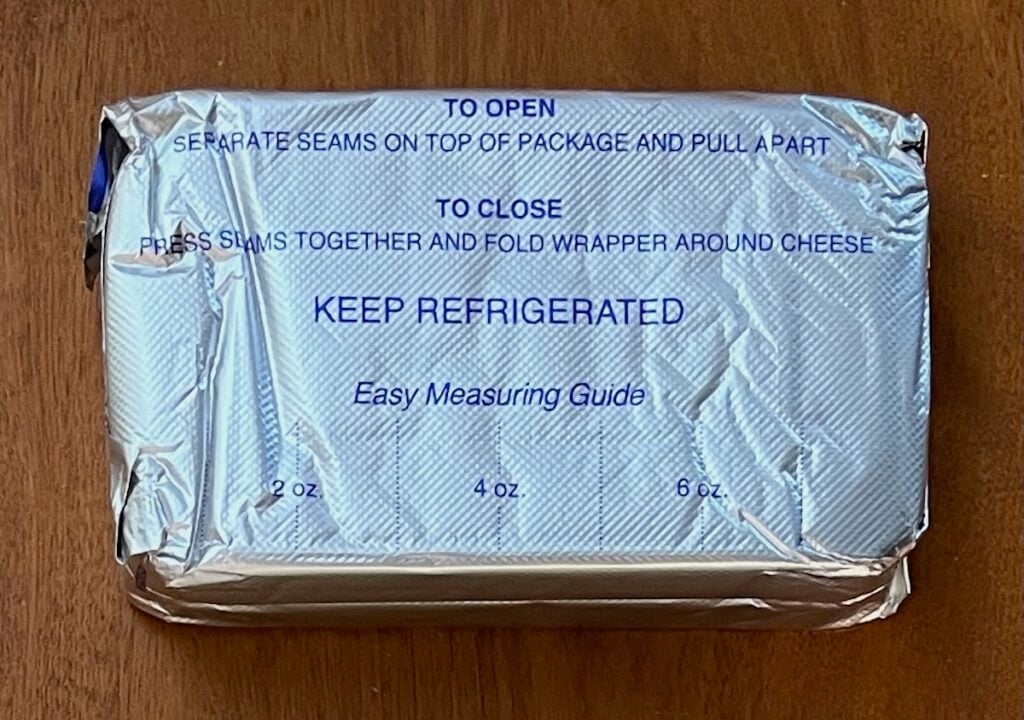 TO OPEN
SEPARATE SEAMS ON TOP OF PACKAGE AND PULL APART
TO CLOSE
PRESS SEAMS TOGETHER AND FOLD WRAPPER AROUND CHEESE
KEEP REFRIGERATED
Easy Measuring Guide
2 oz. 4 oz. 6 oz.